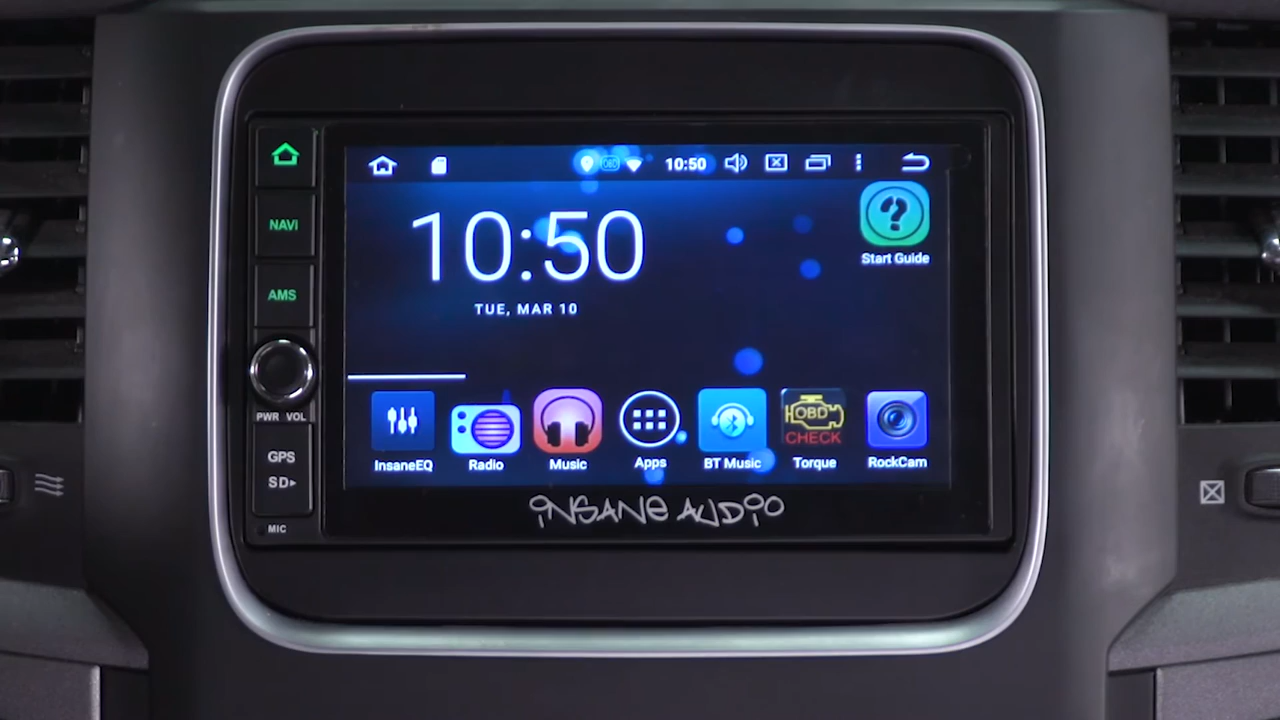 OBD
10:50
10:50
TUE, MAR 10
?
Start Guide
NAVI
AMS
PWR VOL
GPS
SD
MIC
OBD
CHECK
InsaneEQ
Radio
Music
Apps
BT Music
Torque
RockCam
INSANE AUDIO